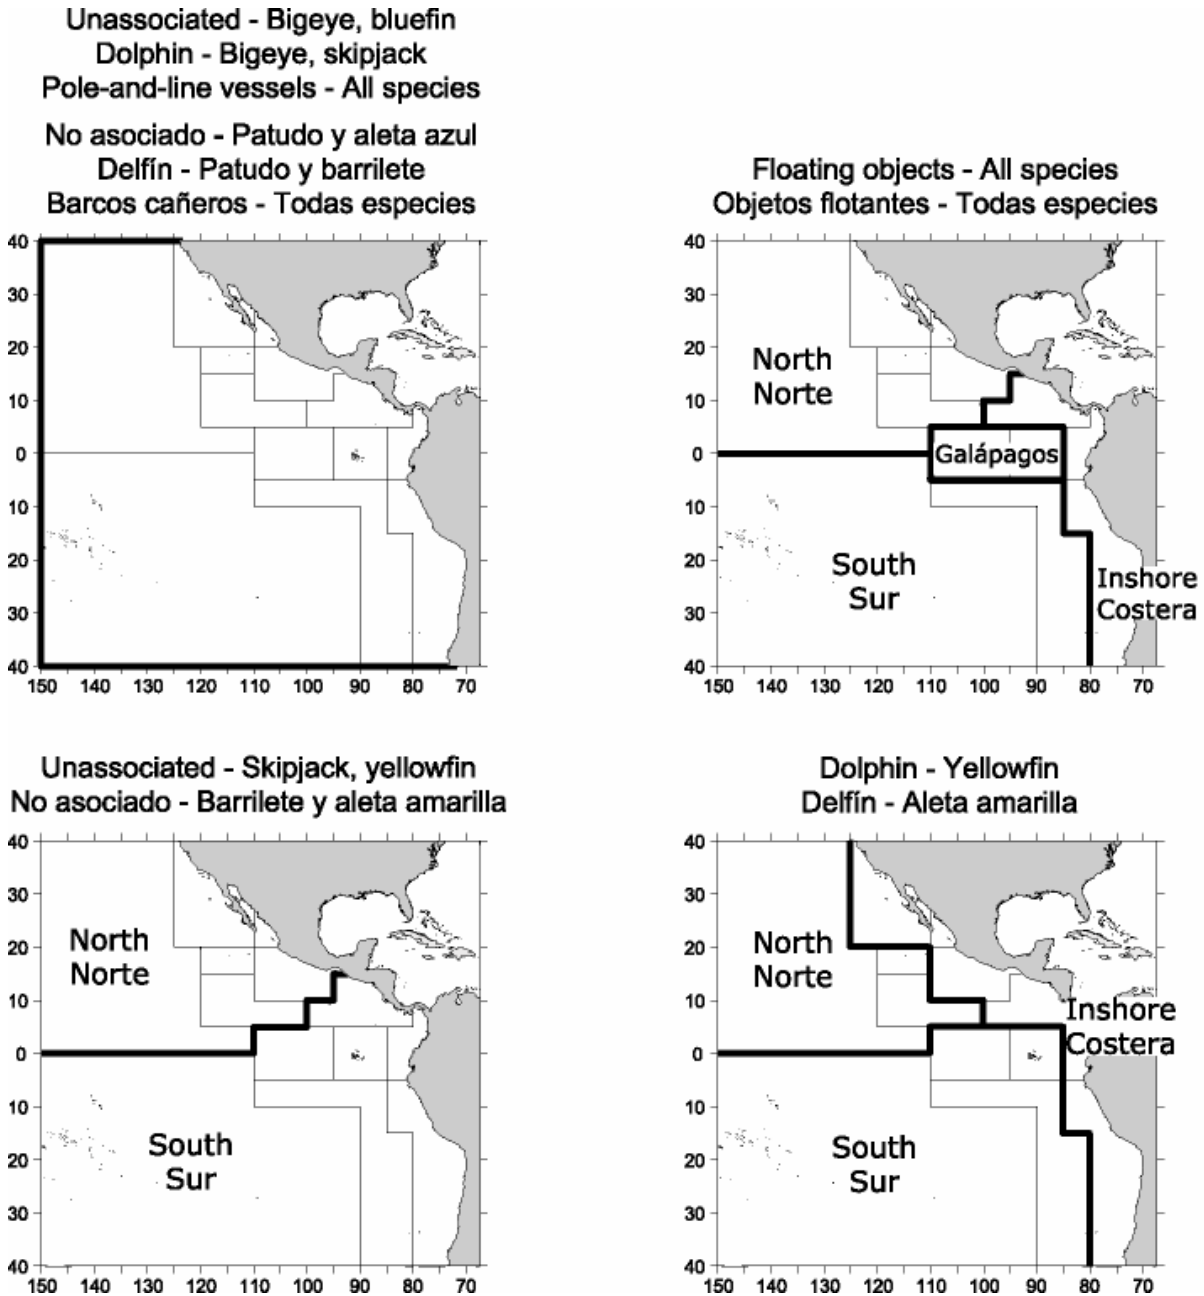 Unassociated - Bigeye, bluefin
Dolphin - Bigeye, skipjack
Pole-and-line vessels - All species
No asociado - Patudo y aleta azul
Delfín - Patudo y barrilete
Barcos cañeros - Todas especies
40
30
20
10
0
10
20
30
40
150 140 130 120 110 100 90 80 70
Floating objects - All species
Objetos flotantes - Todas especies
40
30
20
10
0
10
20
30
40
North
Norte
Galápagos
South
Sur
Inshore
Costera
150 140 130 120 110 100 90 80 70
Unassociated - Skipjack, yellowfin
No asociado - Barrilete y aleta amarilla
40
30
20
10
0
10
20
30
40
North
Norte
South
Sur
150 140 130 120 110 100 90 80 70
Dolphin - Yellowfin
Delfín - Aleta amarilla
40
30
20
10
0
10
20
30
40
North
Norte
Inshore
Costera
South
Sur
150 140 130 120 110 100 90 80 70